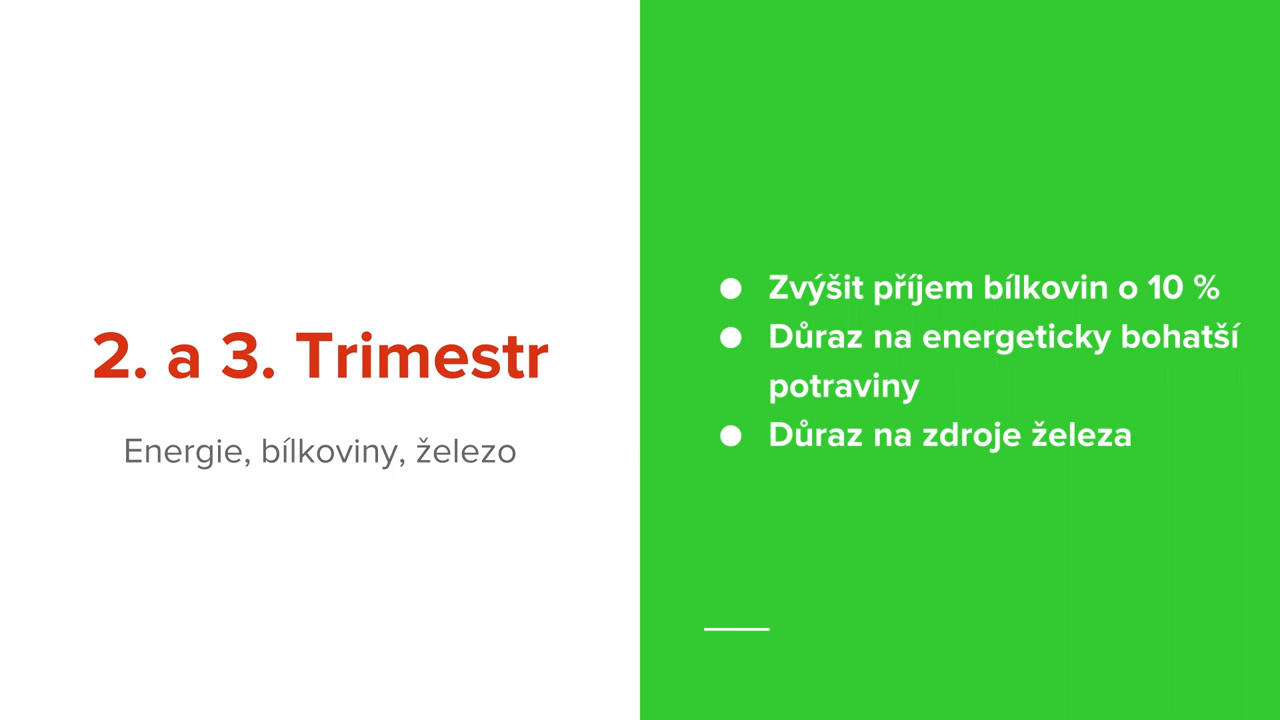 2. a 3. Trimestr
Energie, bílkoviny, železo
● Zvýšit příjem bílkovin o 10 %
● Důraz na energeticky bohatší
potraviny
● Důraz na zdroje železa